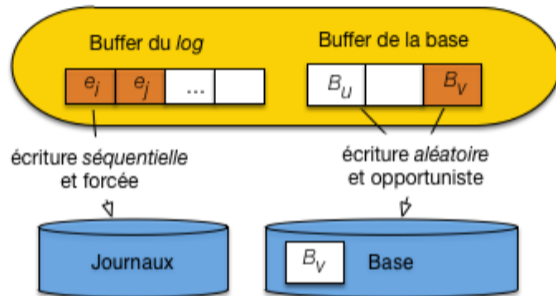 Buffer du log
Buffer de la base
ei ej ...
Bu Bv
écriture séquentielle
et forcée
écriture aléatoire
et opportuniste
Journaux
Bv Base